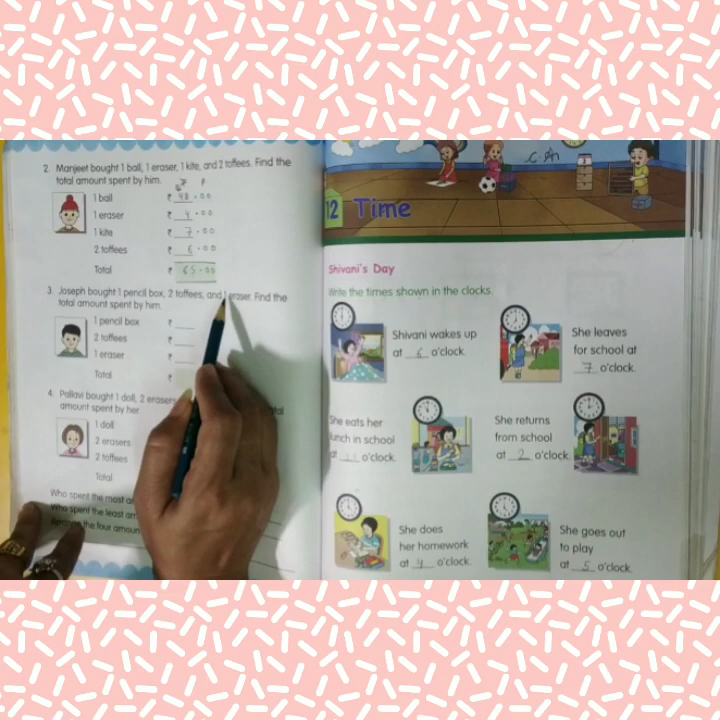 2. Manjeet bought 1 ball, 1 eraser, 1 kite, and 2 toffees. Find the
total amount spent by him.
₹ P
1 ball ₹ 48.00
1 eraser ₹ 4.00
1 kite ₹ 7.00
2 toffees ₹ 6.00
Total ₹ 65.00
3. Joseph bought 1 pencil box, 2 toffees, and 1 eraser. Find the
total amount spent by him.
1 pencil box ₹
2 toffees ₹
1 eraser ₹
Total ₹
4. Pallavi bought 1 doll, 2 erasers
amount spent by her
1 doll
2 erasers
2 toffees
Total
Who spent the most
Who spent the least
the four
12 Time
Shivani's Day
Write the times shown in the clocks.
Shivani wakes up
at 6 o'clock.
She leaves
for school at
7 o'clock.
She eats her
lunch in school
at 11 o'clock.
She returns
from school
at 2 o'clock.
She does
her homework
at 4 o'clock.
She goes out
to play
at 5 o'clock.